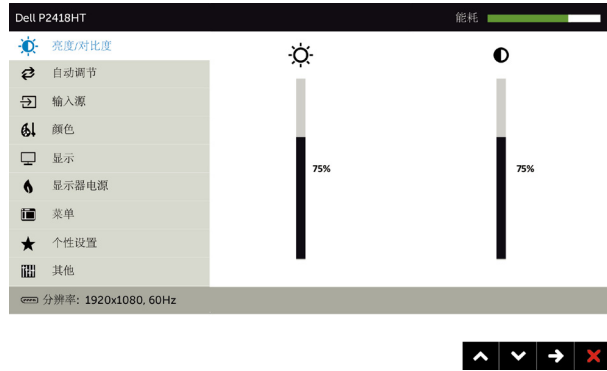 Dell P2418HT
能耗
亮度/对比度
自动调节
输入源
颜色
显示
显示器电源
菜单
个性设置
其他
75%
75%
分辨率: 1920x1080, 60Hz